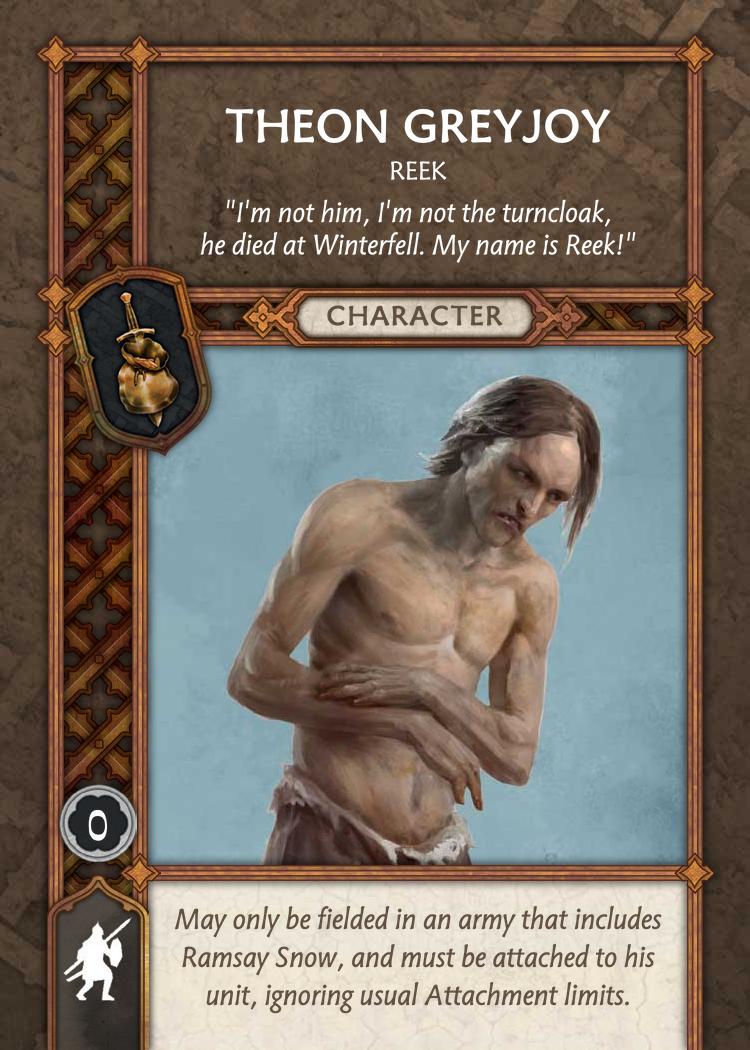 THEON GREYJOY
REEK
"I'm not him, I'm not the turncloak,
he died at Winterfell. My name is Reek!"
CHARACTER
0
May only be fielded in an army that includes
Ramsay Snow, and must be attached to his
unit, ignoring usual Attachment limits.